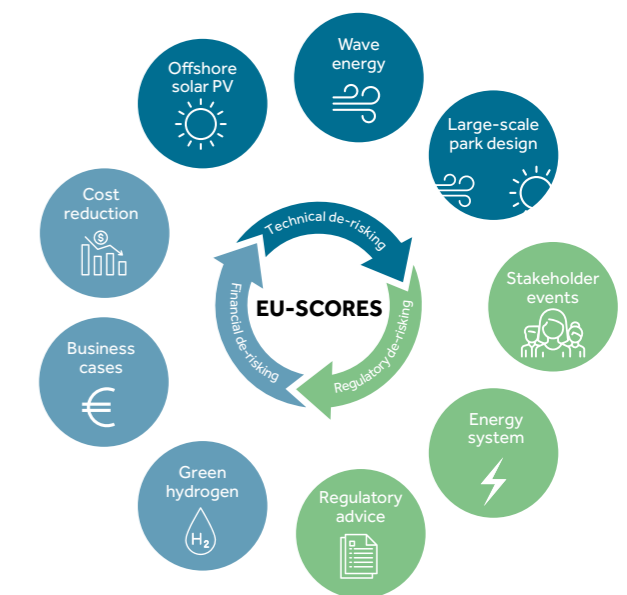 Wave
energy
Offshore
solar PV
Large-scale
park design
Cost
reduction
$
Technical de-risking
Stakeholder
events
Financial de-risking
EU-SCORES
Regulatory de-risking
Business
cases
€
Energy
system
Green
hydrogen
H₂
Regulatory
advice